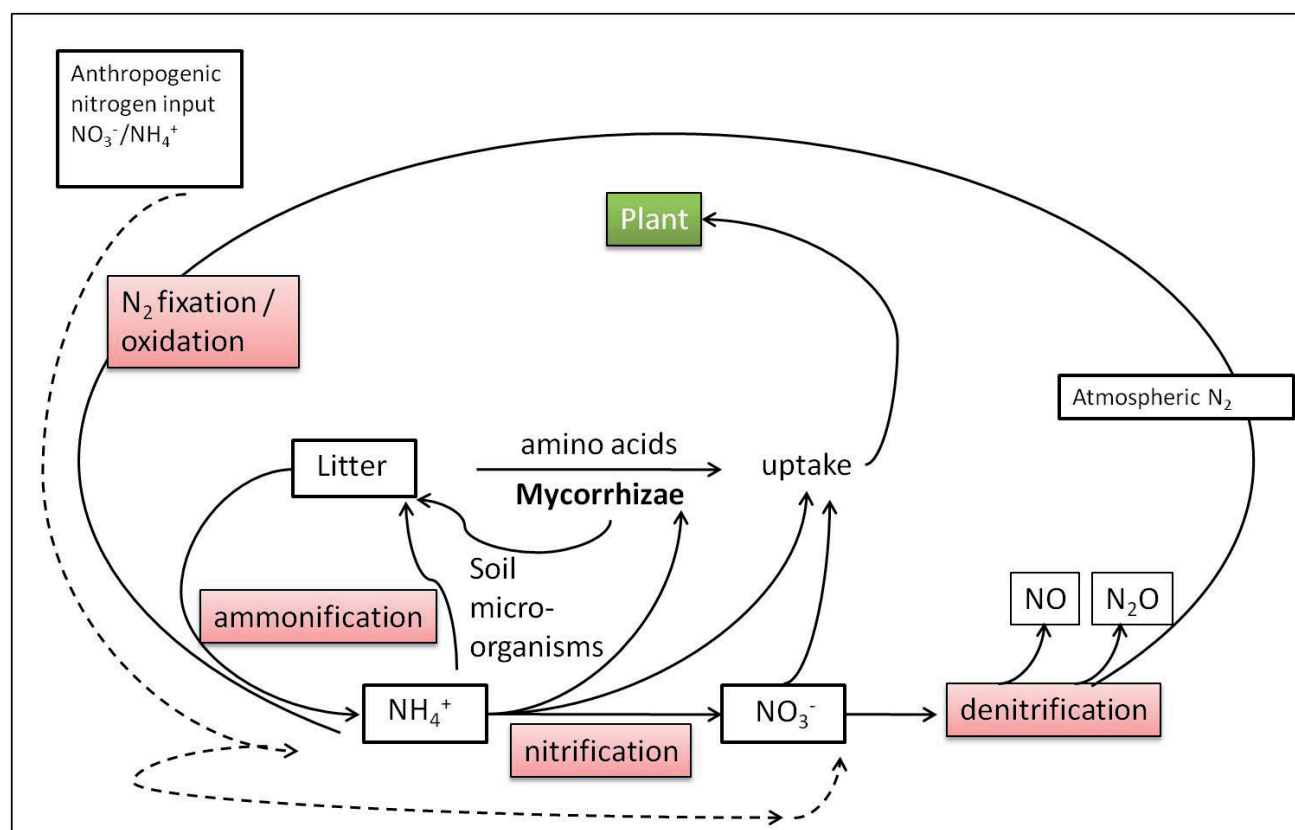 Anthropogenic
nitrogen input
NO₃⁻/NH₄⁺
Plant
N₂ fixation /
oxidation
Atmospheric N₂
Litter
amino acids
Mycorrhizae
uptake
Soil
micro-
organisms
ammonification
NO
N₂O
NH₄⁺
NO₃⁻
denitrification
nitrification